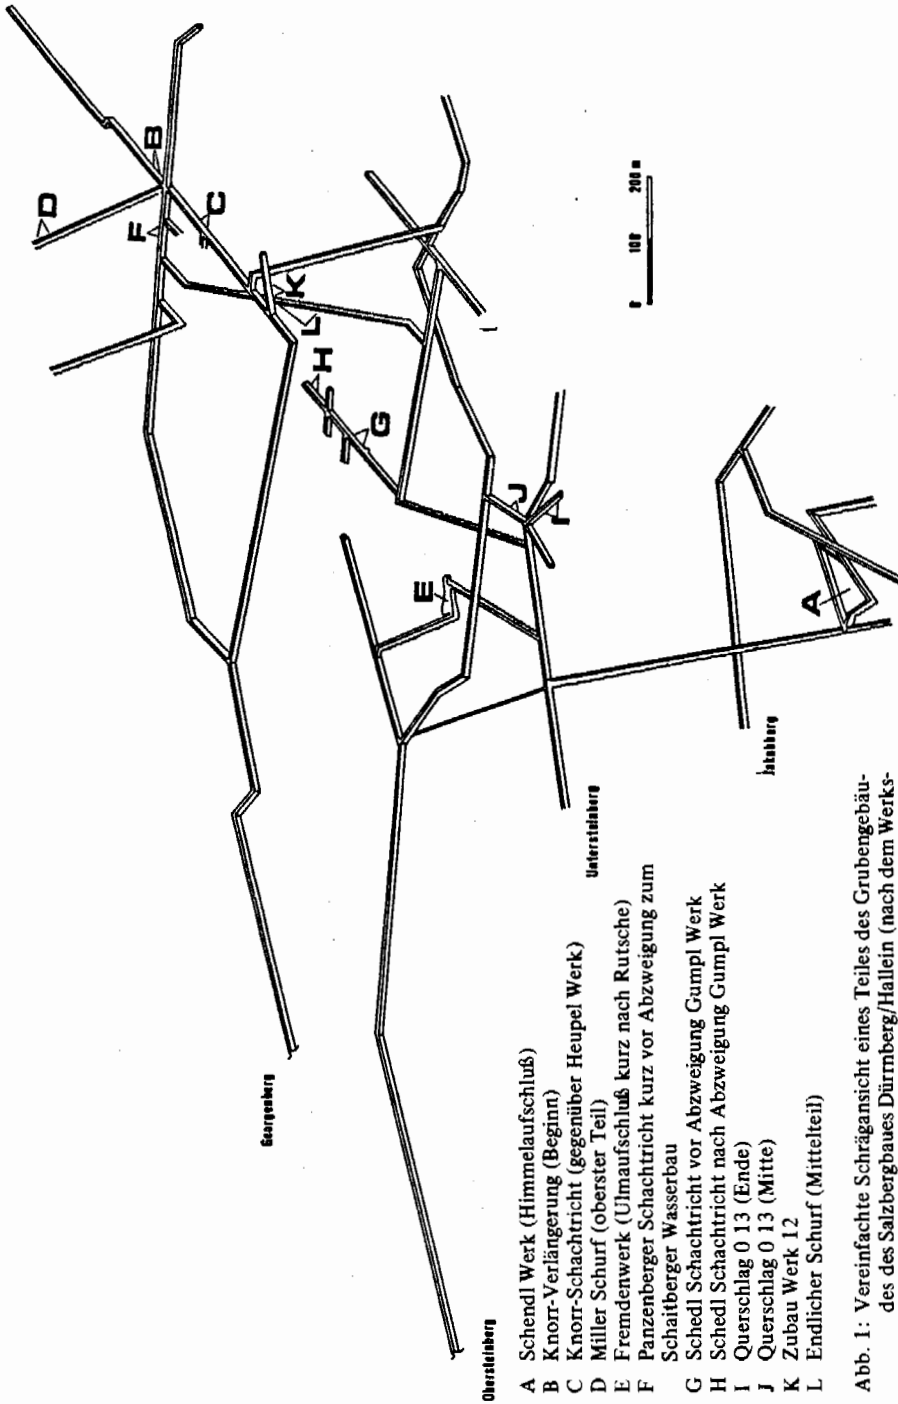 D
B
F
C
K
L
H
G
0 100 200 m
J
I
E
A
Georgenberg
Obersteinberg
Untersteinberg
Jakobberg
A Schendl Werk (Himmelaufschluß)
B Knorr-Verlängerung (Beginn)
C Knorr-Schachtricht (gegenüber Heupel Werk)
D Miller Schurf (oberster Teil)
E Fremdenwerk (Ulmaufschluß kurz nach Rutsche)
F Panzenberger Schachtricht kurz vor Abzweigung zum
Schaitberger Wasserbau
G Schedl Schachtricht vor Abzweigung Gumpl Werk
H Schedl Schachtricht nach Abzweigung Gumpl Werk
I Querschlag 0 13 (Ende)
J Querschlag 0 13 (Mitte)
K Zubau Werk 12
L Endlicher Schurf (Mittelteil)
Abb. 1: Vereinfachte Schrägansicht eines Teiles des Grubengebäu-
des des Salzbergbaues Dürrnberg/Hallein (nach dem Werks-